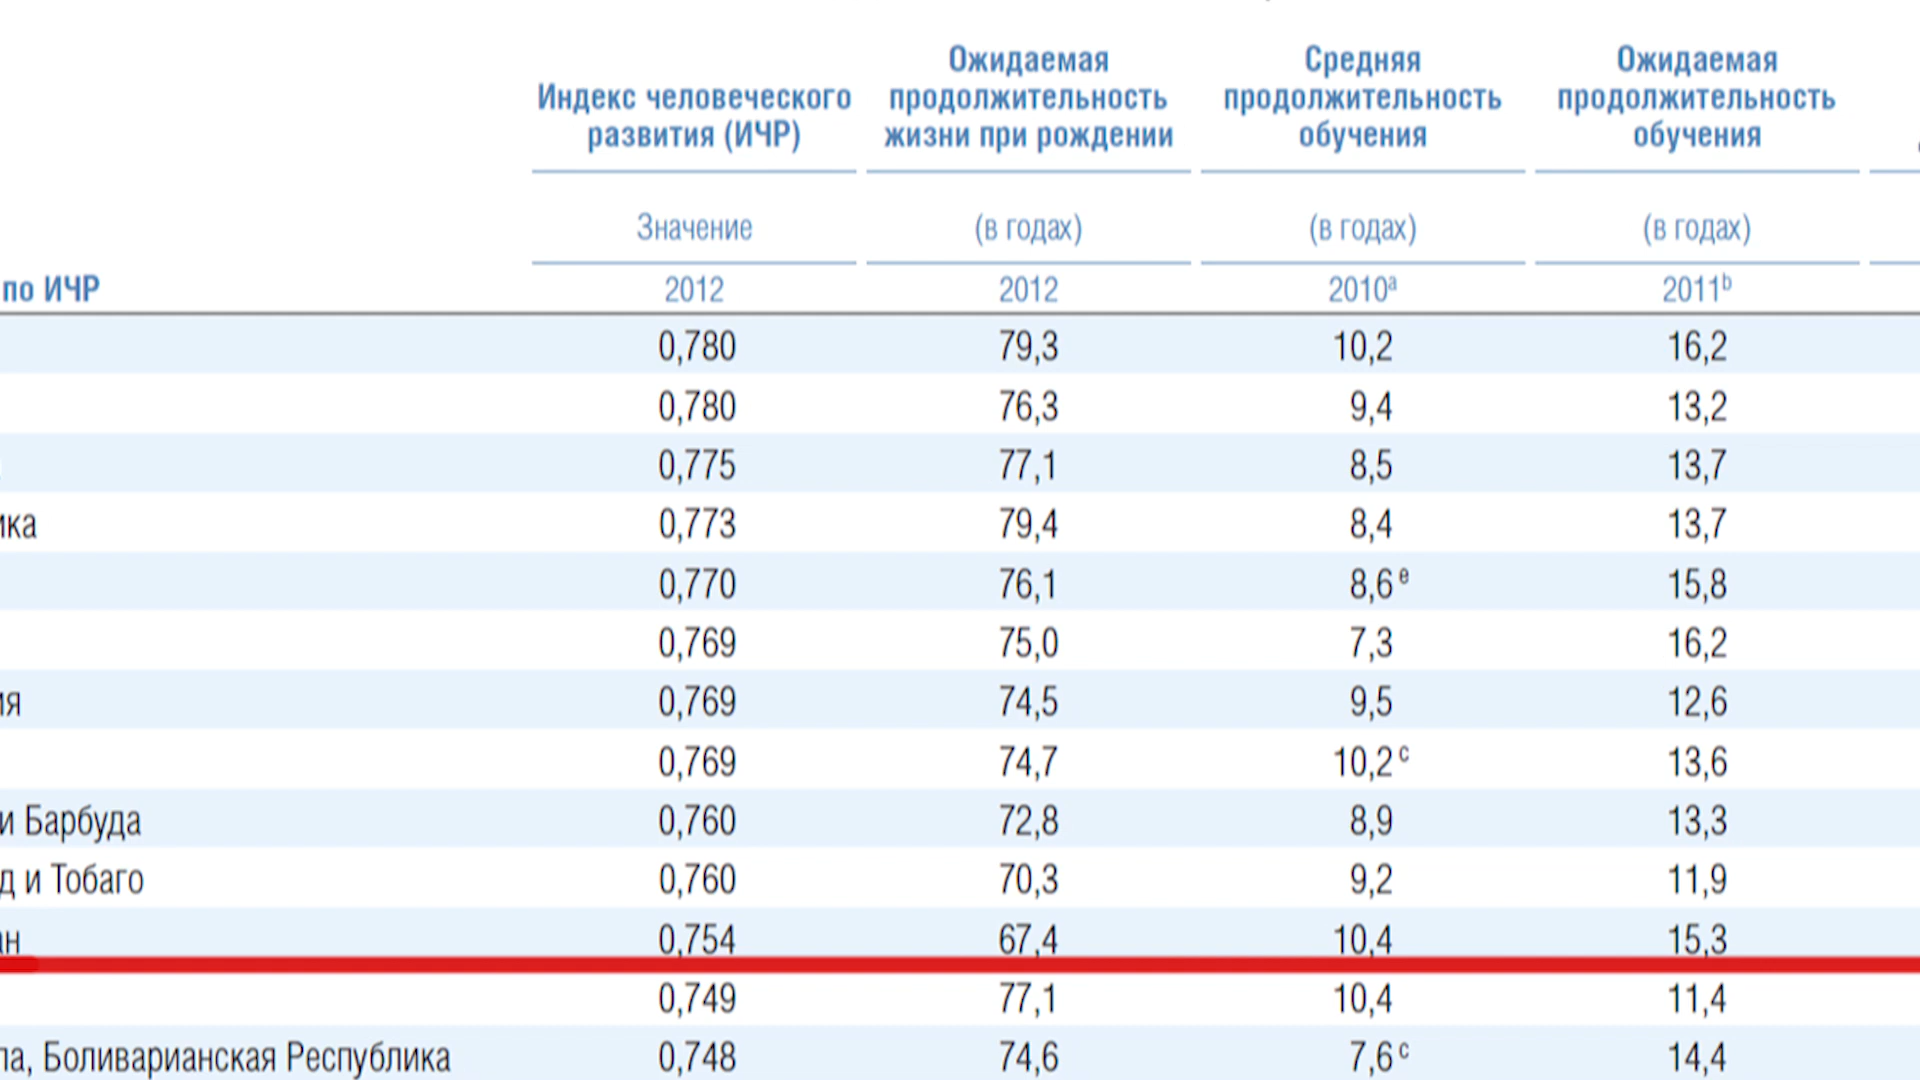 Ожидаемая Средняя Ожидаемая
Индекс человеческого продолжительность продолжительность продолжительность
развития (ИЧР) жизни при рождении обучения обучения
Значение (в годах) (в годах) (в годах)
по ИЧР 2012 2012 2010a 2011b
0,780 79,3 10,2 16,2
0,780 76,3 9,4 13,2
0,775 77,1 8,5 13,7
ика 0,773 79,4 8,4 13,7
0,770 76,1 8,6 e 15,8
0,769 75,0 7,3 16,2
ия 0,769 74,5 9,5 12,6
0,769 74,7 10,2 c 13,6
и Барбуда 0,760 72,8 8,9 13,3
д и Тобаго 0,760 70,3 9,2 11,9
ан 0,754 67,4 10,4 15,3
0,749 77,1 10,4 11,4
ла, Боливарианская Республика 0,748 74,6 7,6 c 14,4